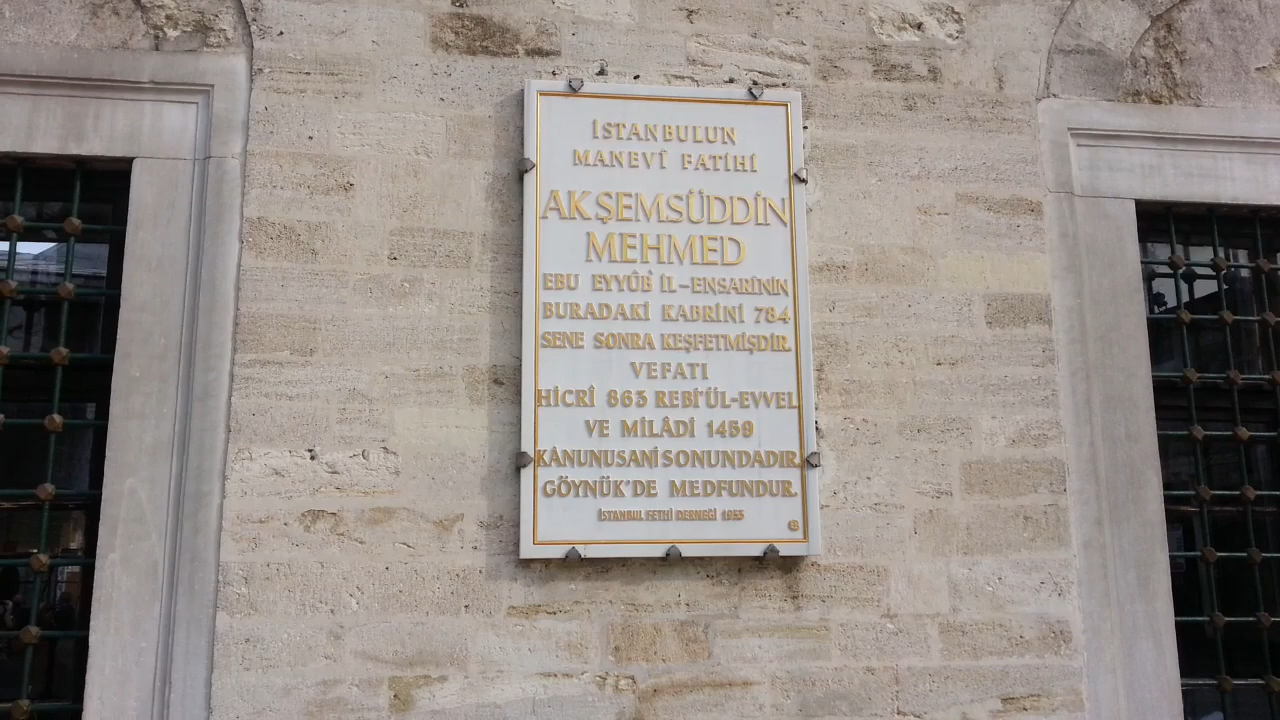 İSTANBULUN
MANEVÎ FATİHİ
AKŞEMSÜDDİN
MEHMED
EBU EYYÛB İL-ENSARİNİN
BURADAKİ KABRİNİ 784
SENE SONRA KEŞFETMİŞDİR.
VEFATI
HİCRÎ 863 REBİ'ÜL-EVVEL
VE MİLÂDİ 1459
KÂNUNUSANİ SONUNDADIR.
GÖYNÜK'DE MEDFUNDUR.
İSTANBUL FETHİ DERNEĞİ 1953